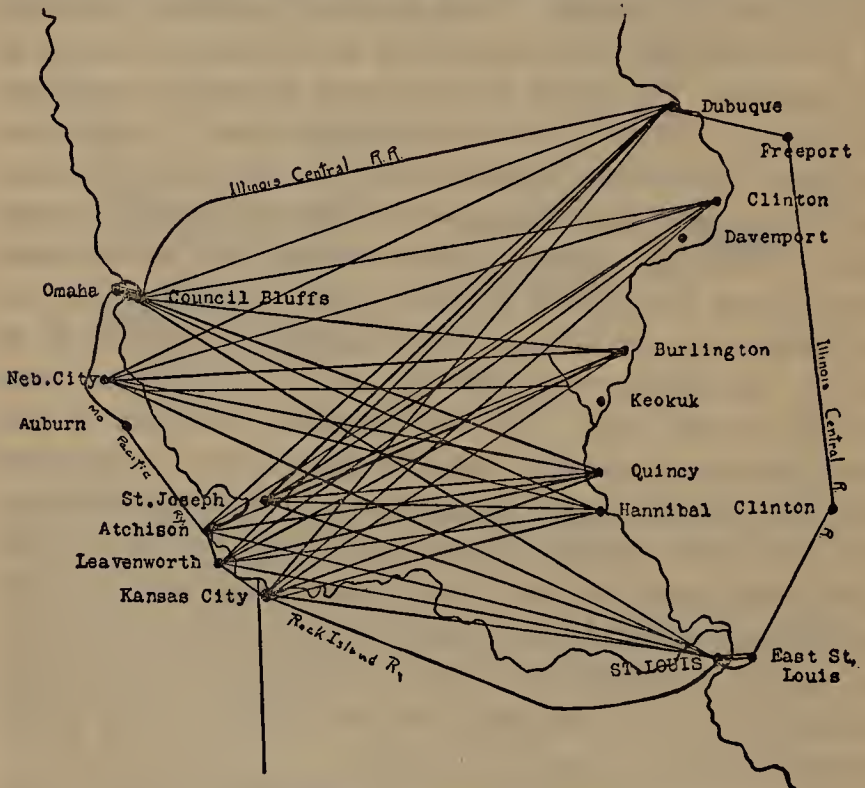 Dubuque
Freeport
Illinois Central R.R.
Clinton
Davenport
Omaha
Council Bluffs
Illinois Central R.R.
Burlington
Neb.City
Keokuk
Auburn
Mo Pacific Ry
Quincy
St.Joseph
Hannibal
Clinton
Atchison
Leavenworth
Kansas City
Rock Island Ry
ST.LOUIS
East St.
Louis